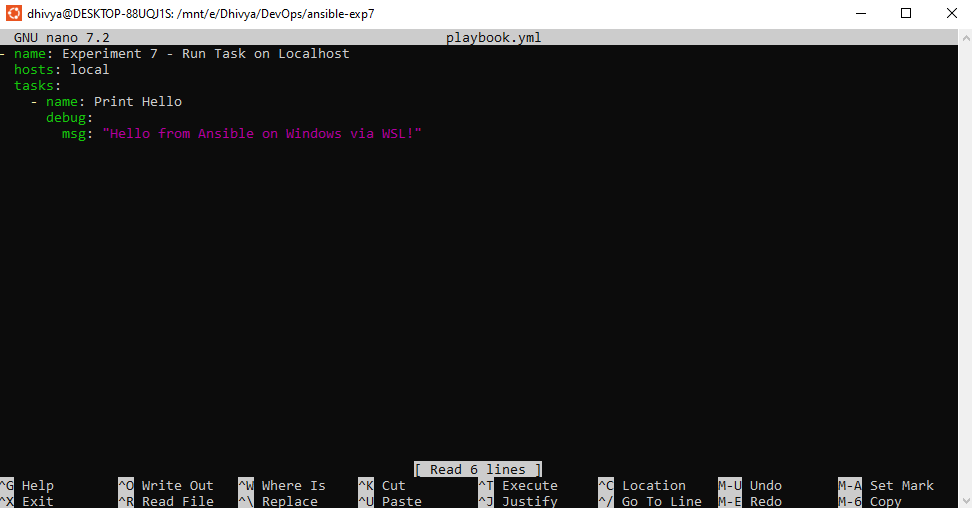 dhivya@DESKTOP-88UQJ1S: /mnt/e/Dhivya/DevOps/ansible-exp7
GNU nano 7.2 playbook.yml
- name: Experiment 7 - Run Task on Localhost
  hosts: local
  tasks:
    - name: Print Hello
      debug:
        msg: "Hello from Ansible on Windows via WSL!"
[ Read 6 lines ]
^G Help ^O Write Out ^W Where Is ^K Cut ^T Execute ^C Location M-U Undo M-A Set Mark
^X Exit ^R Read File ^\ Replace ^U Paste ^J Justify ^/ Go To Line M-E Redo M-6 Copy